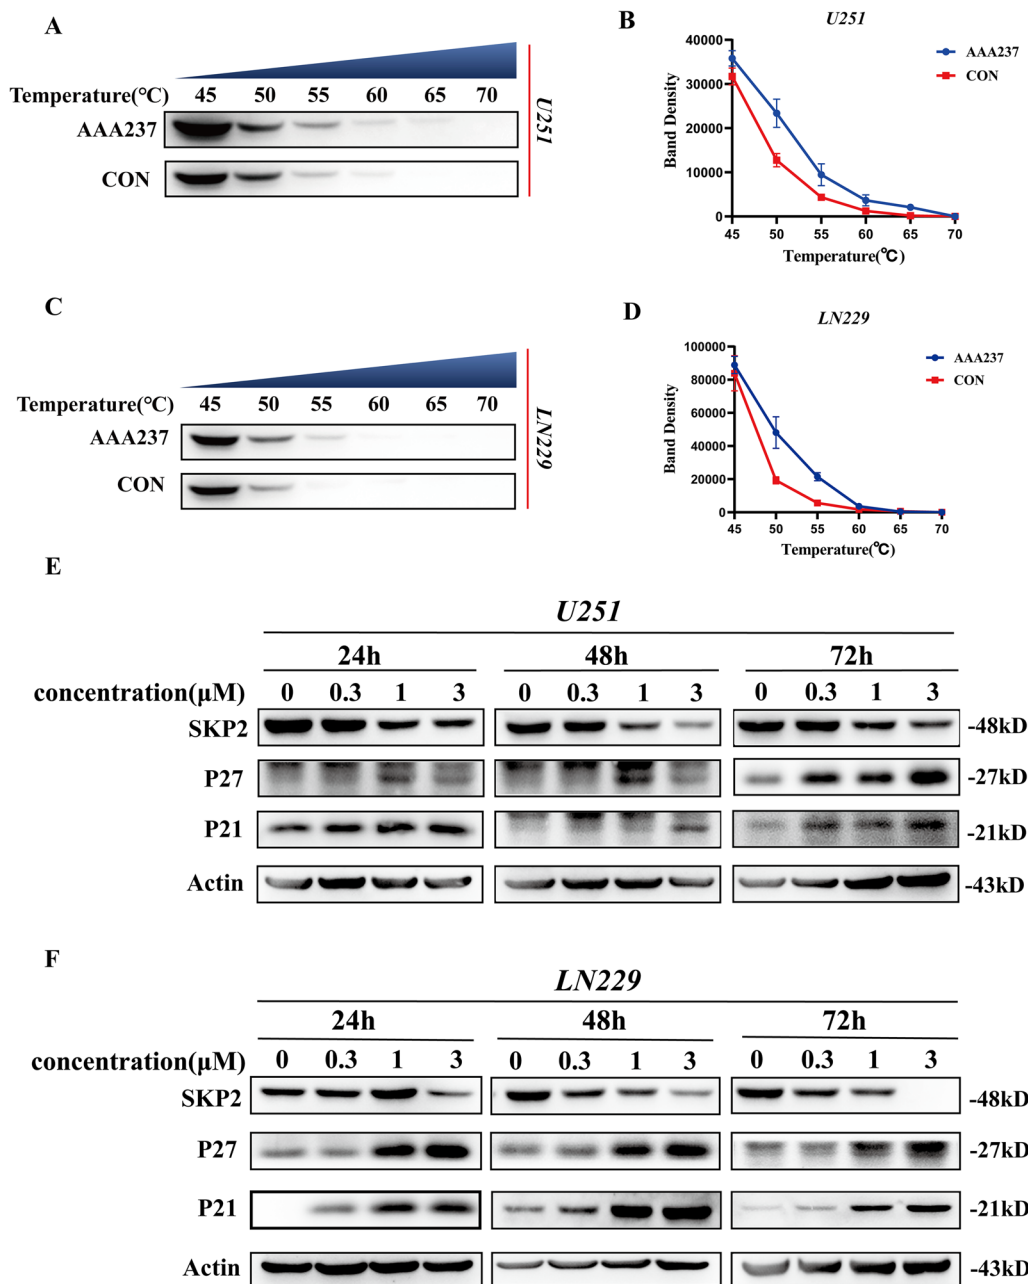 A
Temperature(℃) 45 50 55 60 65 70
AAA237
CON
U251
B
U251
40000
30000
20000
10000
0
Band Density
45 50 55 60 65 70
Temperature(℃)
AAA237
CON
C
Temperature(℃) 45 50 55 60 65 70
AAA237
CON
LN229
D
LN229
100000
80000
60000
40000
20000
0
Band Density
45 50 55 60 65 70
Temperature(℃)
AAA237
CON
E
U251
24h 48h 72h
concentration(μM) 0 0.3 1 3 0 0.3 1 3 0 0.3 1 3
SKP2 -48kD
P27 -27kD
P21 -21kD
Actin -43kD
F
LN229
24h 48h 72h
concentration(μM) 0 0.3 1 3 0 0.3 1 3 0 0.3 1 3
SKP2 -48kD
P27 -27kD
P21 -21kD
Actin -43kD